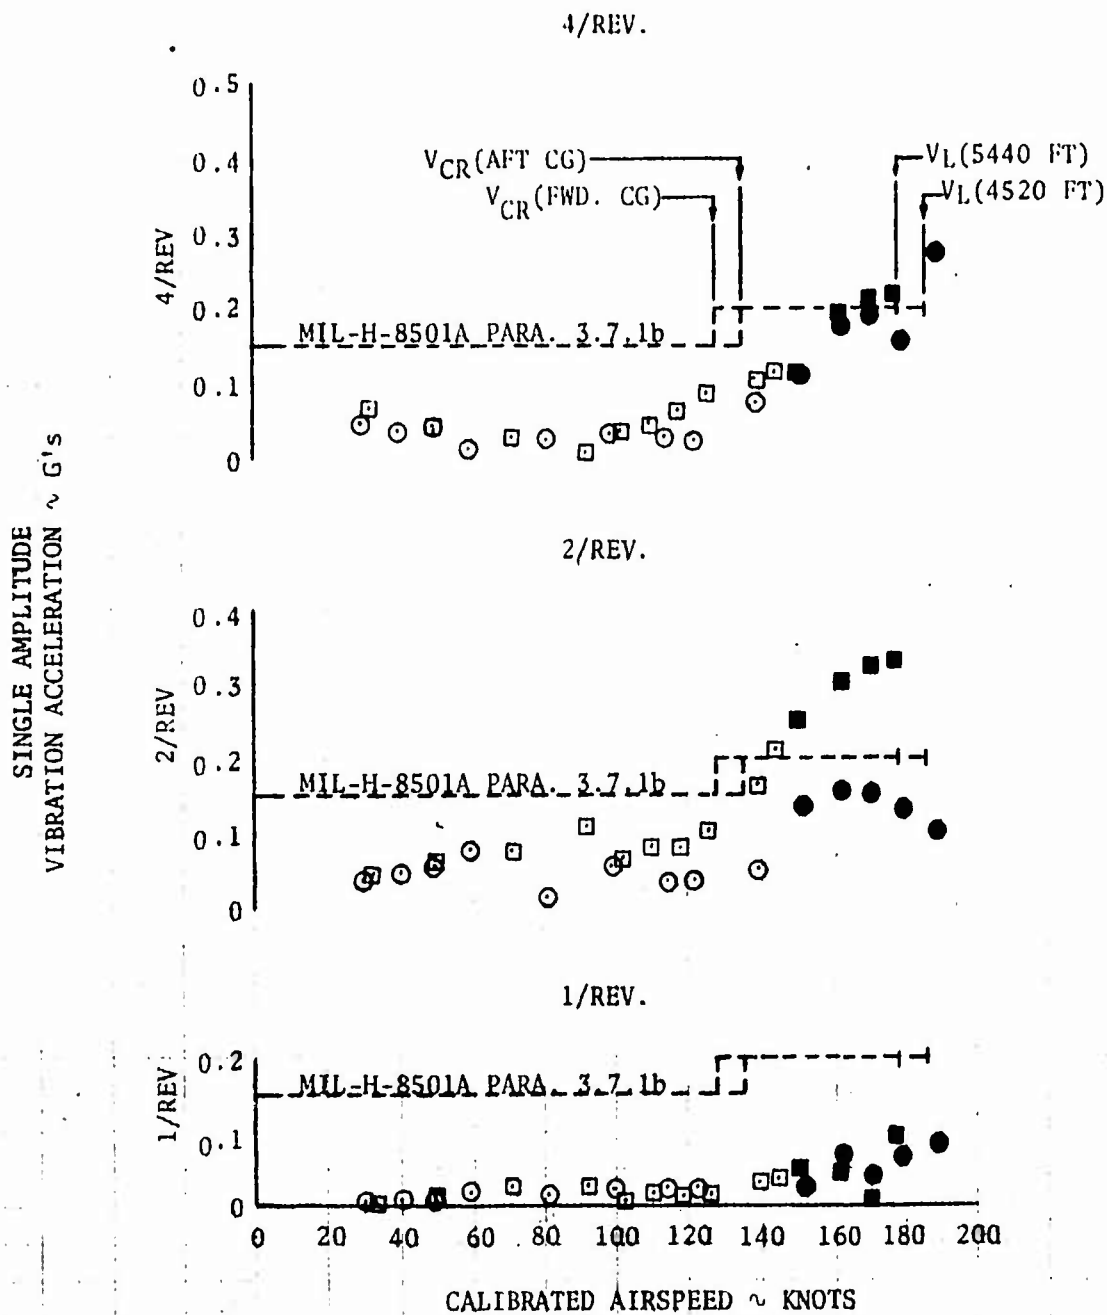 4/REV.
0.5
0.4
0.3
0.2
0.1
0
4/REV
V_CR(AFT CG)
V_CR(FWD. CG)
V_L(5440 FT)
V_L(4520 FT)
MIL-H-8501A PARA. 3.7.1b
SINGLE AMPLITUDE
VIBRATION ACCELERATION ~ G's
2/REV.
0.4
0.3
0.2
0.1
0
2/REV
MIL-H-8501A PARA. 3.7.1b
1/REV.
0.2
0.1
0
1/REV
MIL-H-8501A PARA. 3.7.1b
0 20 40 60 80 100 120 140 160 180 200
CALIBRATED AIRSPEED ~ KNOTS